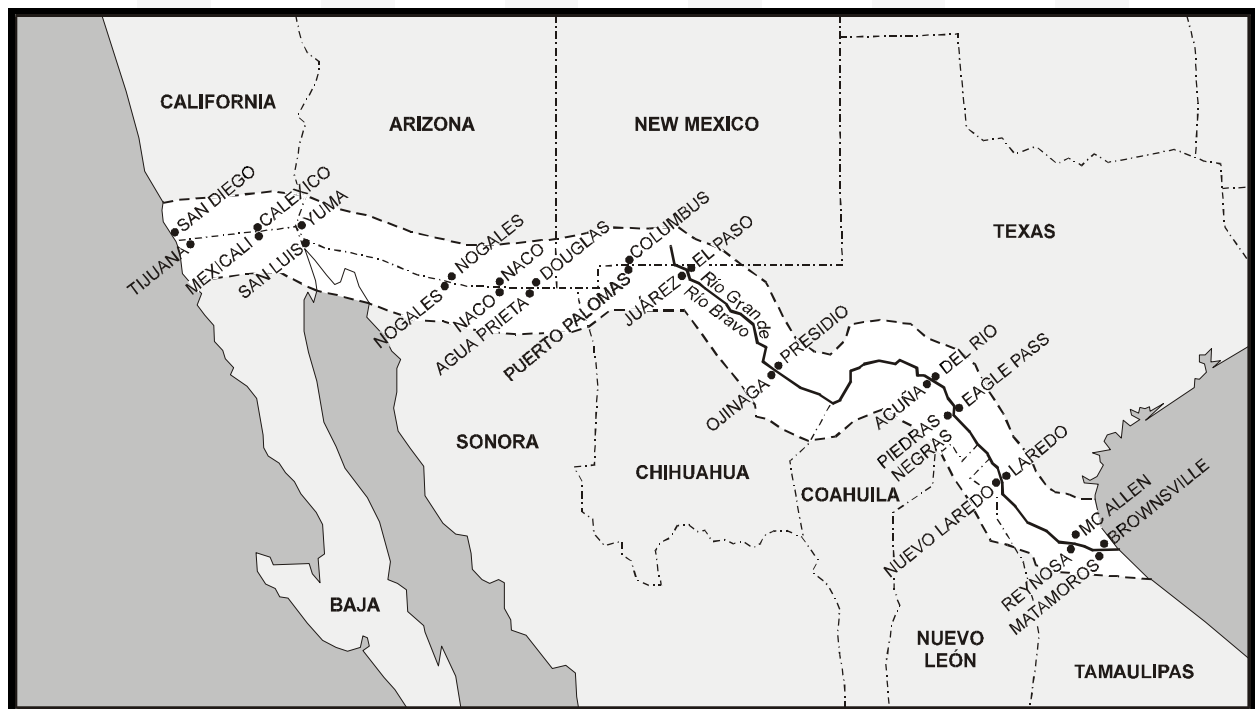 CALIFORNIA
ARIZONA
NEW MEXICO
TEXAS
SAN DIEGO
TIJUANA
CALEXICO
MEXICALI
YUMA
SAN LUIS
NOGALES
NOGALES
NACO
NACO
DOUGLAS
AGUA PRIETA
COLUMBUS
PUERTO PALOMAS
EL PASO
JUÁREZ
Rio Grande
Rio Bravo
PRESIDIO
OJINAGA
DEL RIO
ACUÑA
EAGLE PASS
PIEDRAS
NEGRAS
LAREDO
NUEVO LAREDO
MC ALLEN
REYNOSA
BROWNSVILLE
MATAMOROS
SONORA
CHIHUAHUA
COAHUILA
BAJA
NUEVO
LEÓN
TAMAULIPAS